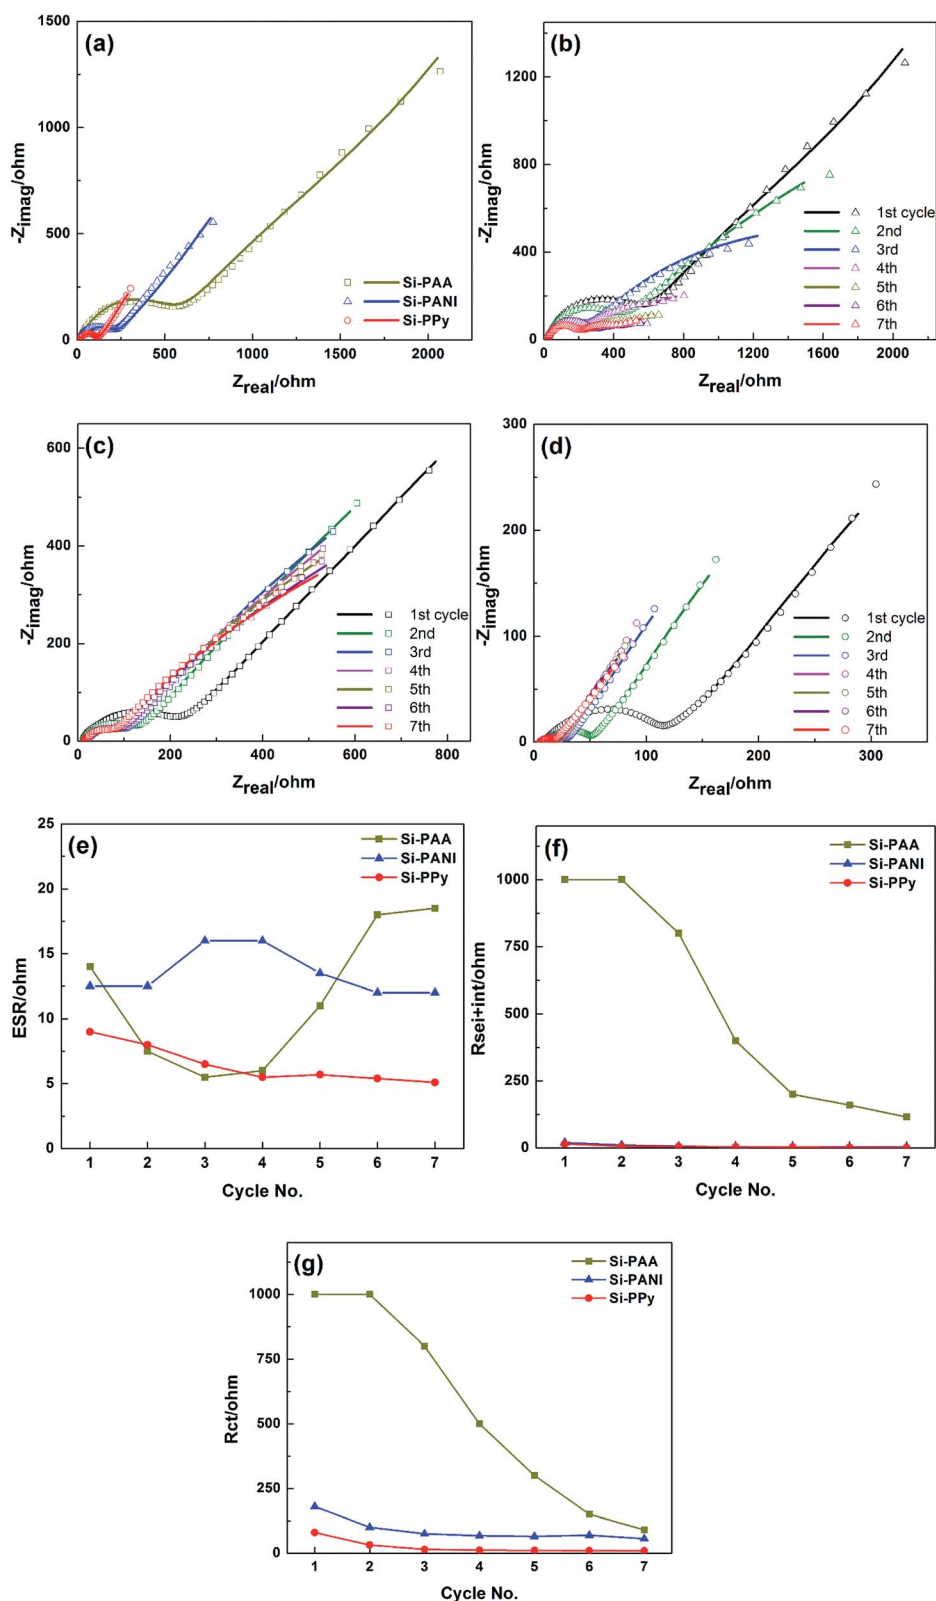 (a)
1500
1000
500
0
-Zimag/ohm
Si-PAA
Si-PANI
Si-PPy
0 250 500 750 1000 1250 1500 1750 2000
Zreal/ohm
(b)
1200
800
400
0
-Zimag/ohm
1st cycle
2nd
3rd
4th
5th
6th
7th
0 400 800 1200 1600 2000
Zreal/ohm
(c)
600
400
200
0
-Zimag/ohm
1st cycle
2nd
3rd
4th
5th
6th
7th
0 200 400 600 800
Zreal/ohm
(d)
300
200
100
0
-Zimag/ohm
1st cycle
2nd
3rd
4th
5th
6th
7th
0 100 200 300
Zreal/ohm
(e)
25
20
15
10
5
0
ESR/ohm
Si-PAA
Si-PANI
Si-PPy
1 2 3 4 5 6 7
Cycle No.
(f)
1000
750
500
250
0
Rsei+int/ohm
Si-PAA
Si-PANI
Si-PPy
1 2 3 4 5 6 7
Cycle No.
(g)
1000
750
500
250
0
Rct/ohm
Si-PAA
Si-PANI
Si-PPy
1 2 3 4 5 6 7
Cycle No.